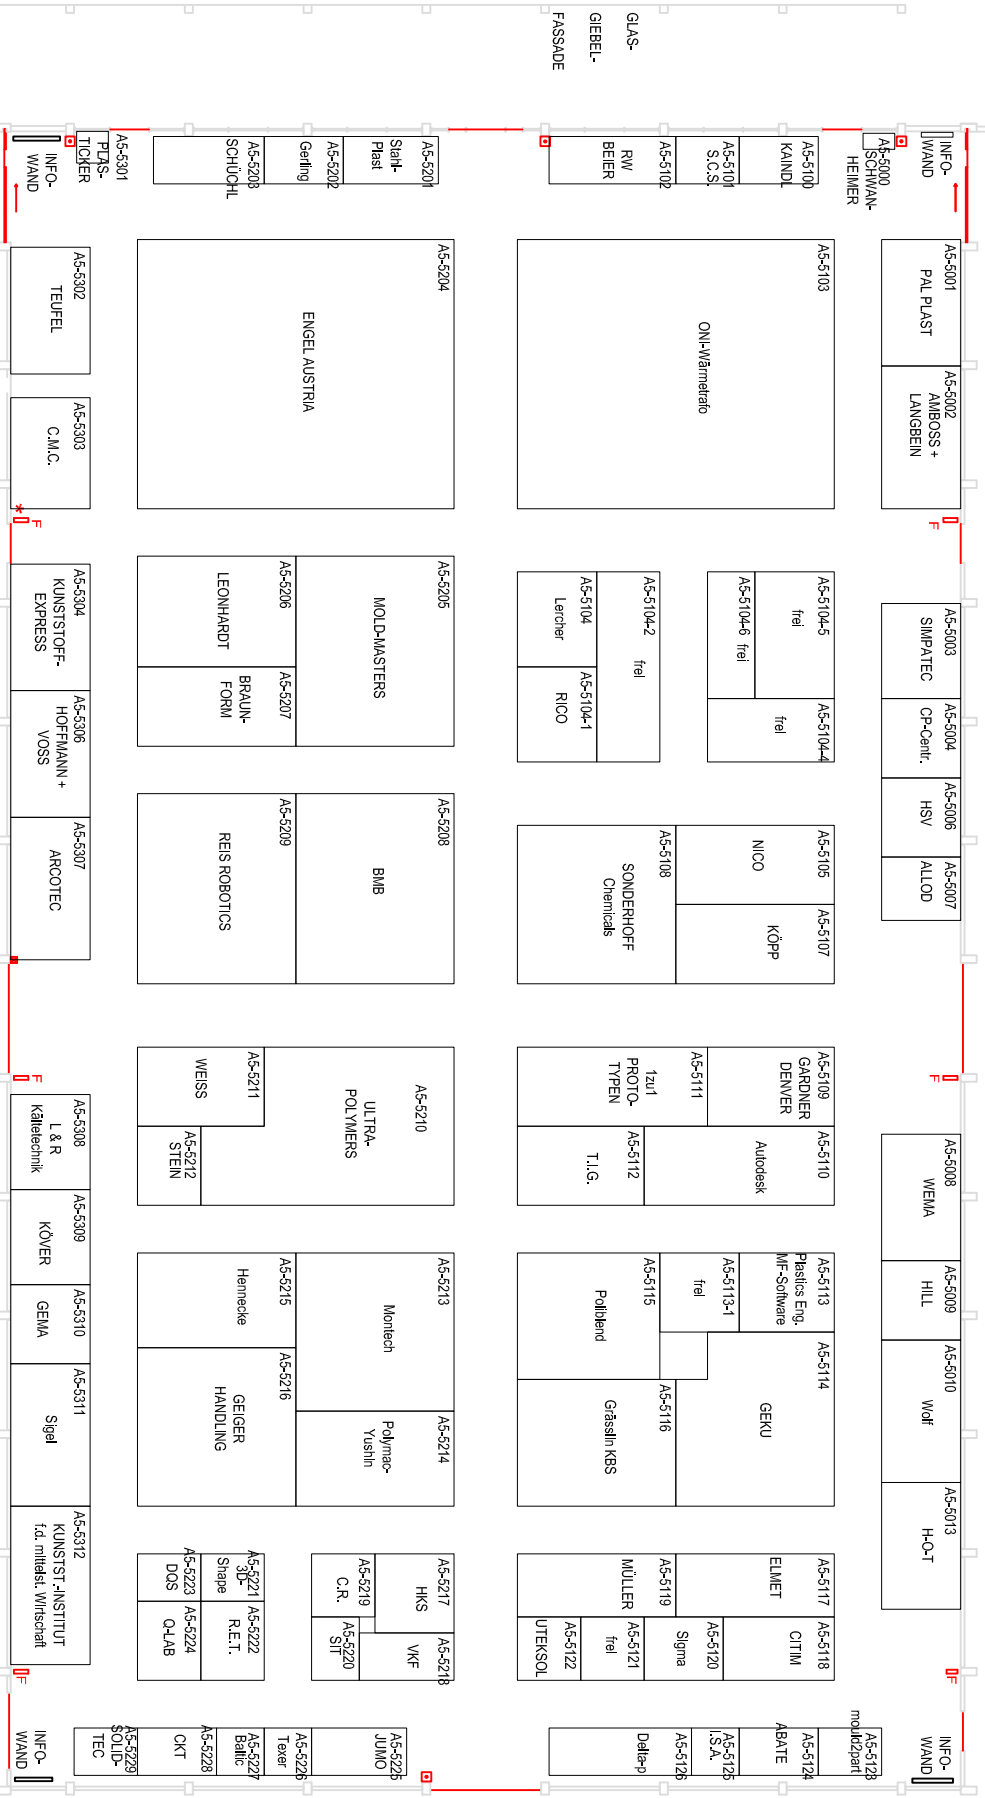 GLAS-
GIEBEL-
FASSADE
INFO-
WAND
A5-5000
SCHWAN-
HEIMER
A5-5100
KAINDL
A5-5101
S.C.S.
A5-5102
RW
BEIER
A5-5201
Stahl-
Plast
A5-5202
Gerling
A5-5203
SCHÜCHL
A5-5301
PLAS-
TICKER
INFO-
WAND
A5-5001
PAL PLAST
A5-5002
AMBOSS +
LANGBEIN
A5-5103
ONI-Wärmetrafo
A5-5204
ENGEL AUSTRIA
A5-5302
TEUFEL
A5-5303
C.M.C.
F
F
*
A5-5003
SIMPATEC
A5-5004
CP-Centr.
A5-5006
HSV
A5-5007
ALLOD
A5-5104-5
frei
A5-5104-6 frei
A5-5104-4
frei
A5-5104-2
frei
A5-5104
Lercher
A5-5104-1
RICO
A5-5205
MOLD-MASTERS
A5-5206
LEONHARDT
A5-5207
BRAUN-
FORM
A5-5304
KUNSTSTOFF-
EXPRESS
A5-5306
HOFFMANN +
VOSS
A5-5307
ARCOTEC
A5-5105
NICO
A5-5107
KÖPP
A5-5108
SONDERHOFF
Chemicals
A5-5208
BMB
A5-5209
REIS ROBOTICS
F
F
A5-5008
WEMA
A5-5009
HILL
A5-5010
Wolf
A5-5013
H-O-T
A5-5109
GARDNER
DENVER
A5-5110
Autodesk
A5-5111
1zu1
PROTO-
TYPEN
A5-5112
T.I.G.
A5-5210
ULTRA-
POLYMERS
A5-5211
WEISS
A5-5212
STEIN
A5-5308
L & R
Kältetechnik
A5-5309
KÖVER
A5-5310
GEMA
A5-5311
Sigel
A5-5312
KUNSTST.-INSTITUT
f.d. mittelst. Wirtschaft
A5-5113
Plastics Eng.
MF-Software
A5-5113-1
frei
A5-5114
GEKU
A5-5115
Poliblend
A5-5116
Grässlin KBS
A5-5213
Montech
A5-5214
Polymac-
Yushin
A5-5215
Hennecke
A5-5216
GEIGER
HANDLING
A5-5117
ELMET
A5-5118
CITIM
A5-5119
MÜLLER
A5-5120
Sigma
A5-5121
frei
A5-5122
UTEKSOL
A5-5217
HKS
A5-5218
VKF
A5-5219
C.R.
A5-5220
SIT
A5-5221
3D-
Shape
A5-5222
R.E.T.
A5-5223
DQS
A5-5224
Q-LAB
F
F
INFO-
WAND
A5-5123
mould2part
A5-5124
ABATE
A5-5125
I.S.A.
A5-5126
Delta-p
A5-5225
JUMO
A5-5226
Texer
A5-5227
Baltic
A5-5228
CKT
A5-5229
SOLID-
TEC
INFO-
WAND